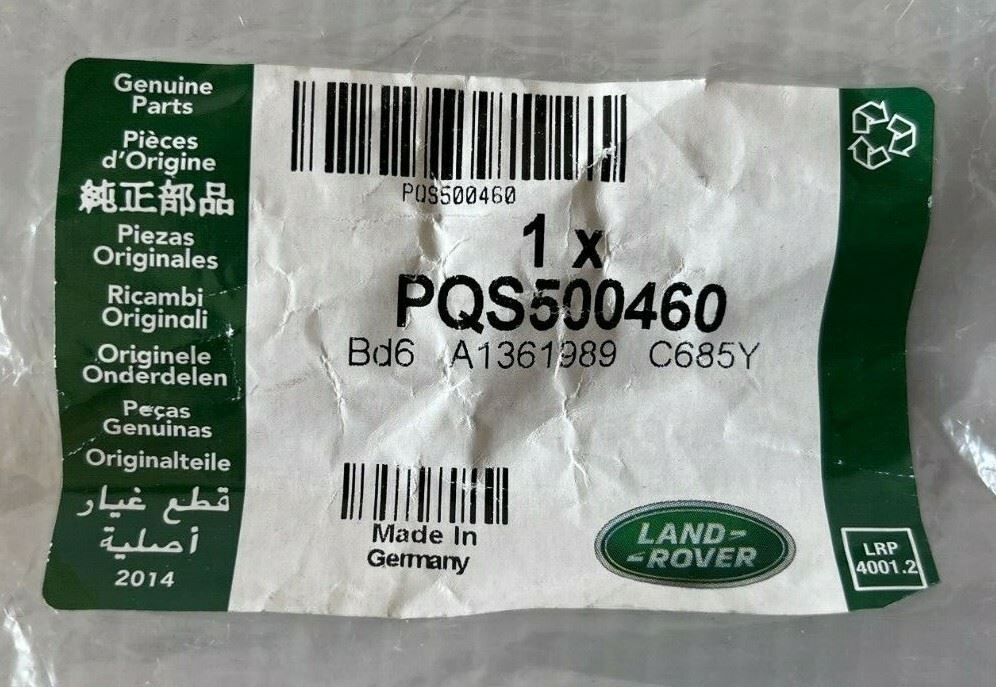 Genuine
Parts
Pièces
d'Origine
純正部品
Piezas
Originales
Ricambi
Originali
Originele
Onderdelen
Peças
Genuinas
Originalteile
قطع غيار
أصلية
2014
PQS500460
1 x
PQS500460
Bd6 A1361989 C685Y
Made In
Germany
LAND-
-ROVER
LRP
4001.2